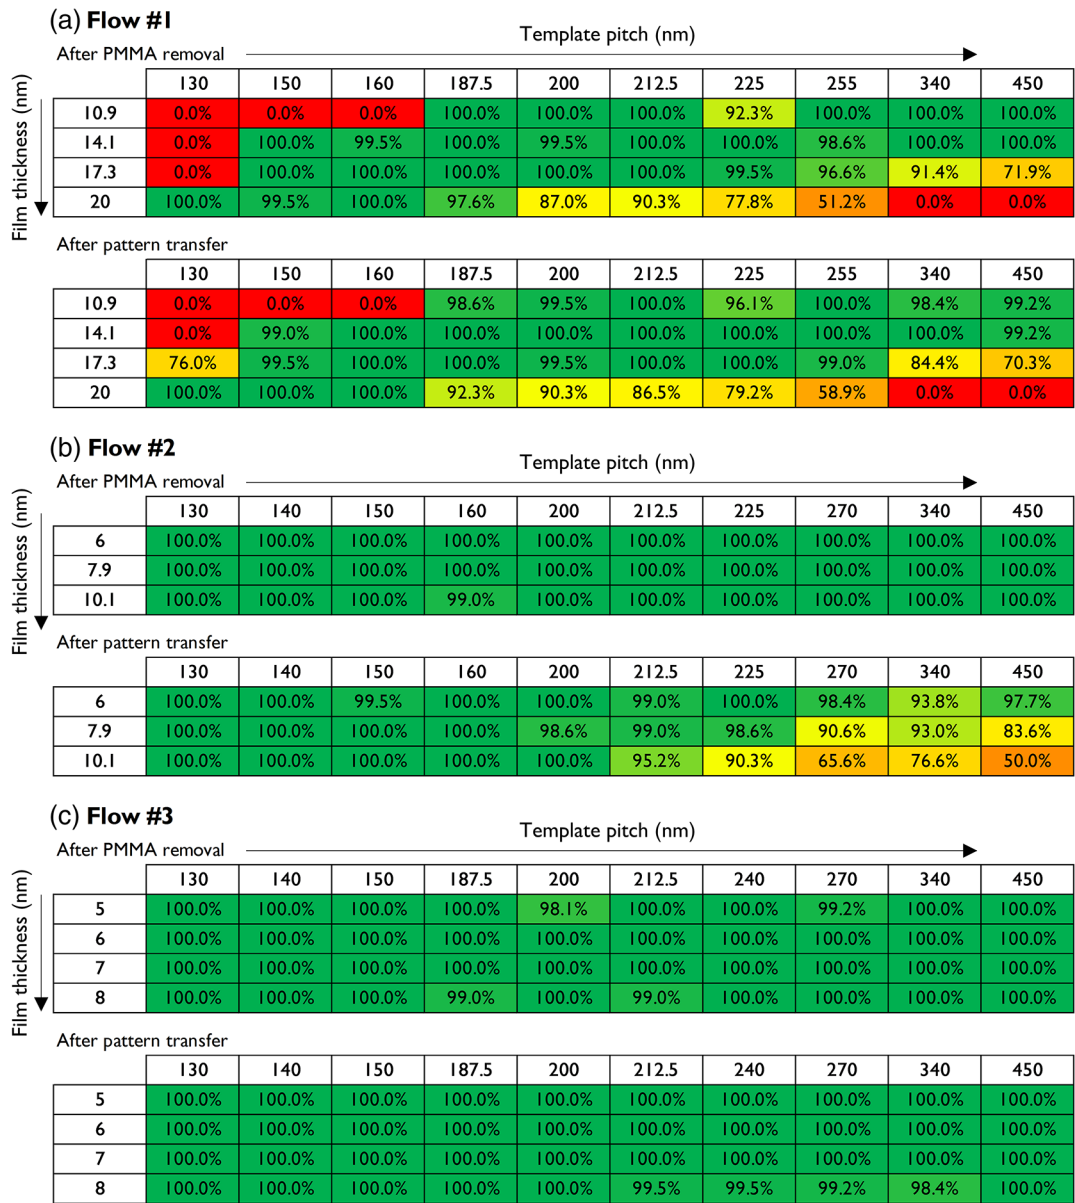 (a) Flow #1
Template pitch (nm)
After PMMA removal
Film thickness (nm)
130 150 160 187.5 200 212.5 225 255 340 450
10.9 0.0% 0.0% 0.0% 100.0% 100.0% 100.0% 92.3% 100.0% 100.0% 100.0%
14.1 0.0% 100.0% 99.5% 100.0% 99.5% 100.0% 100.0% 98.6% 100.0% 100.0%
17.3 0.0% 100.0% 100.0% 100.0% 100.0% 100.0% 99.5% 96.6% 91.4% 71.9%
20 100.0% 99.5% 100.0% 97.6% 87.0% 90.3% 77.8% 51.2% 0.0% 0.0%
After pattern transfer
130 150 160 187.5 200 212.5 225 255 340 450
10.9 0.0% 0.0% 0.0% 98.6% 99.5% 100.0% 96.1% 100.0% 98.4% 99.2%
14.1 0.0% 99.0% 100.0% 100.0% 100.0% 100.0% 100.0% 100.0% 100.0% 99.2%
17.3 76.0% 99.5% 100.0% 100.0% 99.5% 100.0% 100.0% 99.0% 84.4% 70.3%
20 100.0% 100.0% 100.0% 92.3% 90.3% 86.5% 79.2% 58.9% 0.0% 0.0%
(b) Flow #2
Template pitch (nm)
After PMMA removal
Film thickness (nm)
130 140 150 160 200 212.5 225 270 340 450
6 100.0% 100.0% 100.0% 100.0% 100.0% 100.0% 100.0% 100.0% 100.0% 100.0%
7.9 100.0% 100.0% 100.0% 100.0% 100.0% 100.0% 100.0% 100.0% 100.0% 100.0%
10.1 100.0% 100.0% 100.0% 99.0% 100.0% 100.0% 100.0% 100.0% 100.0% 100.0%
After pattern transfer
130 140 150 160 200 212.5 225 270 340 450
6 100.0% 100.0% 99.5% 100.0% 100.0% 99.0% 100.0% 98.4% 93.8% 97.7%
7.9 100.0% 100.0% 100.0% 100.0% 98.6% 99.0% 98.6% 90.6% 93.0% 83.6%
10.1 100.0% 100.0% 100.0% 100.0% 100.0% 95.2% 90.3% 65.6% 76.6% 50.0%
(c) Flow #3
Template pitch (nm)
After PMMA removal
Film thickness (nm)
130 140 150 187.5 200 212.5 240 270 340 450
5 100.0% 100.0% 100.0% 100.0% 98.1% 100.0% 100.0% 99.2% 100.0% 100.0%
6 100.0% 100.0% 100.0% 100.0% 100.0% 100.0% 100.0% 100.0% 100.0% 100.0%
7 100.0% 100.0% 100.0% 100.0% 100.0% 100.0% 100.0% 100.0% 100.0% 100.0%
8 100.0% 100.0% 100.0% 99.0% 100.0% 99.0% 100.0% 100.0% 100.0% 100.0%
After pattern transfer
130 140 150 187.5 200 212.5 240 270 340 450
5 100.0% 100.0% 100.0% 100.0% 100.0% 100.0% 100.0% 100.0% 100.0% 100.0%
6 100.0% 100.0% 100.0% 100.0% 100.0% 100.0% 100.0% 100.0% 100.0% 100.0%
7 100.0% 100.0% 100.0% 100.0% 100.0% 100.0% 100.0% 100.0% 100.0% 100.0%
8 100.0% 100.0% 100.0% 100.0% 100.0% 99.5% 99.5% 99.2% 98.4% 100.0%